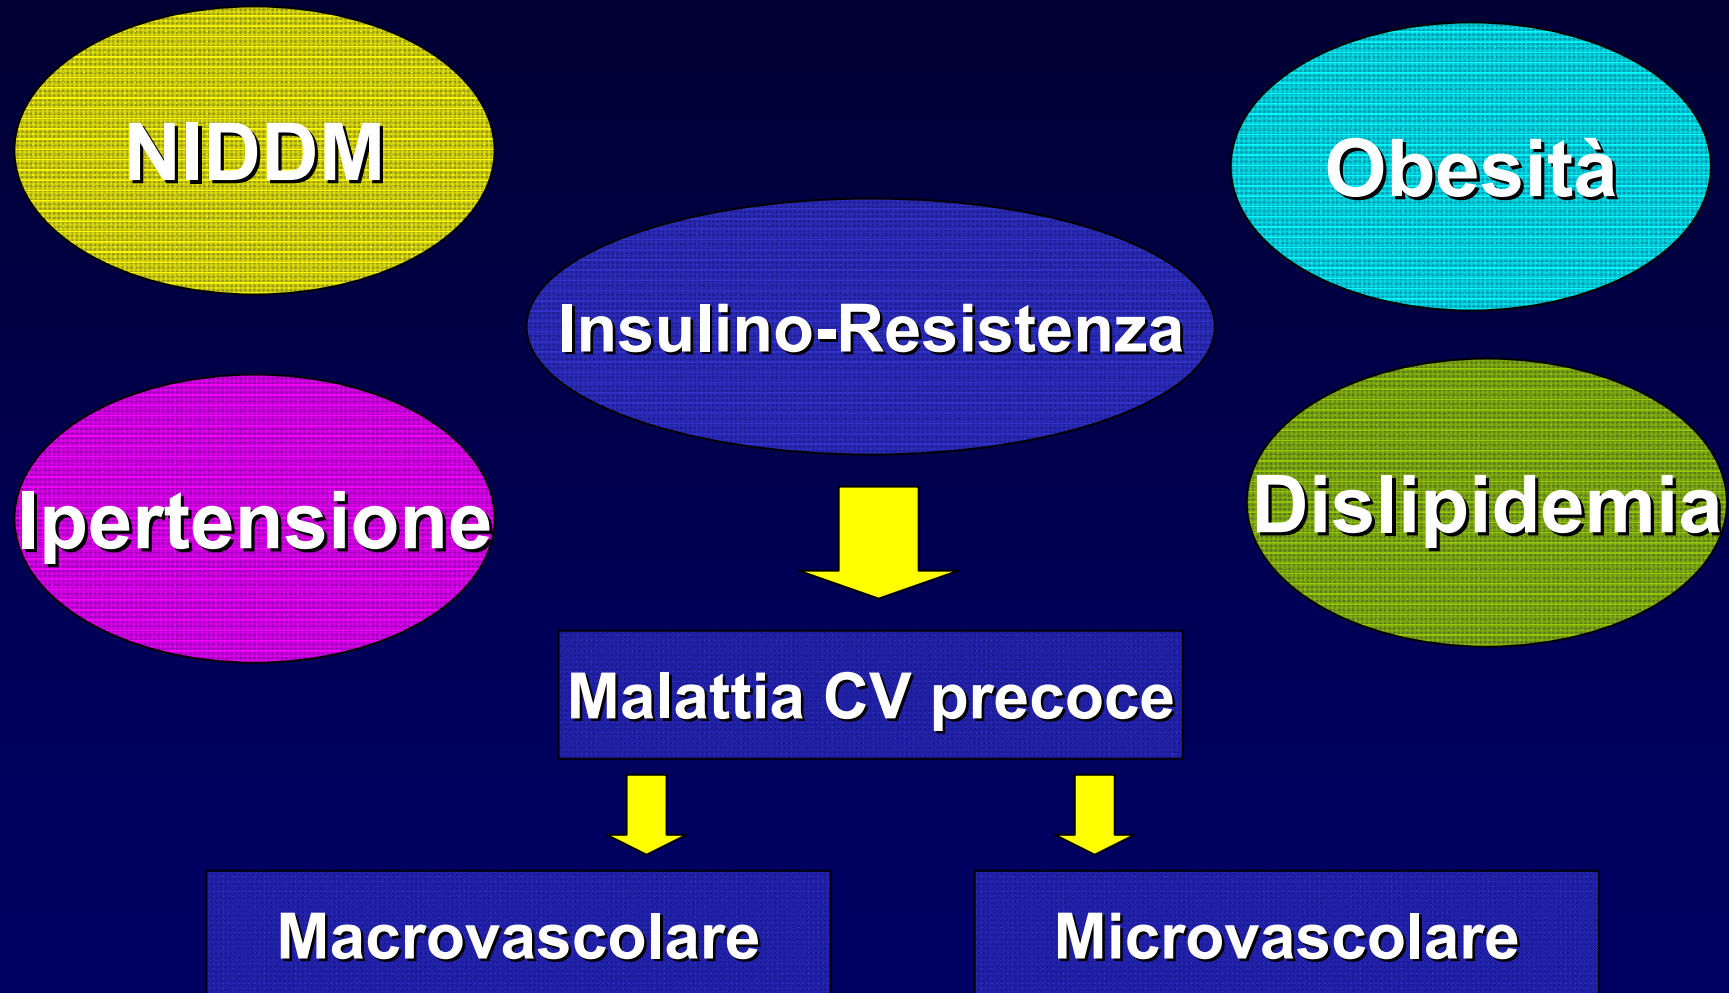 NIDDM
Obesità
Insulino-Resistenza
Ipertensione
Dislipidemia
Malattia CV precoce
Macrovascolare
Microvascolare